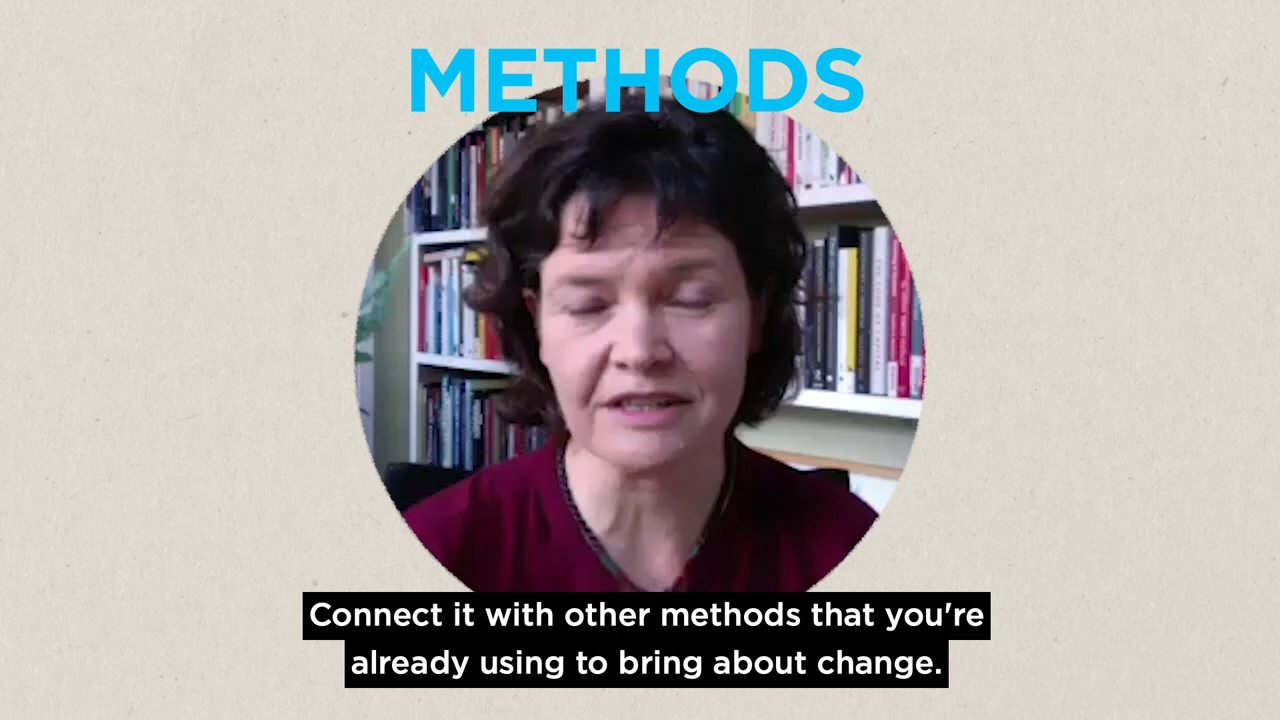 METHODS
Connect it with other methods that you're
already using to bring about change.